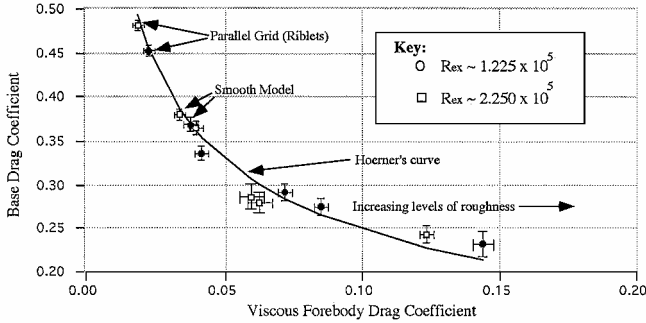 0.50
0.45
0.40
0.35
0.30
0.25
0.20
Base Drag Coefficient
Parallel Grid (Riblets)
Smooth Model
Hoerner's curve
Increasing levels of roughness
Key:
Rex ~ 1.225 x 10^5
Rex ~ 2.250 x 10^5
0.00 0.05 0.10 0.15 0.20
Viscous Forebody Drag Coefficient